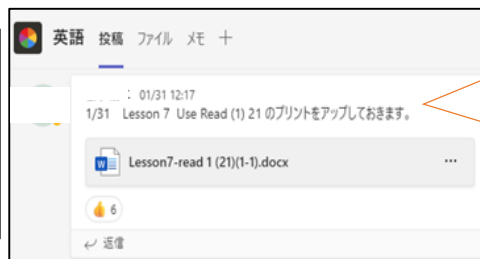 英語 投稿 ファイル メモ
01/31 12:17
1/31 Lesson 7 Use Read (1) 21 のプリントをアップしておきます。
Lesson7-read 1 (21)(1-1).docx
6
返信